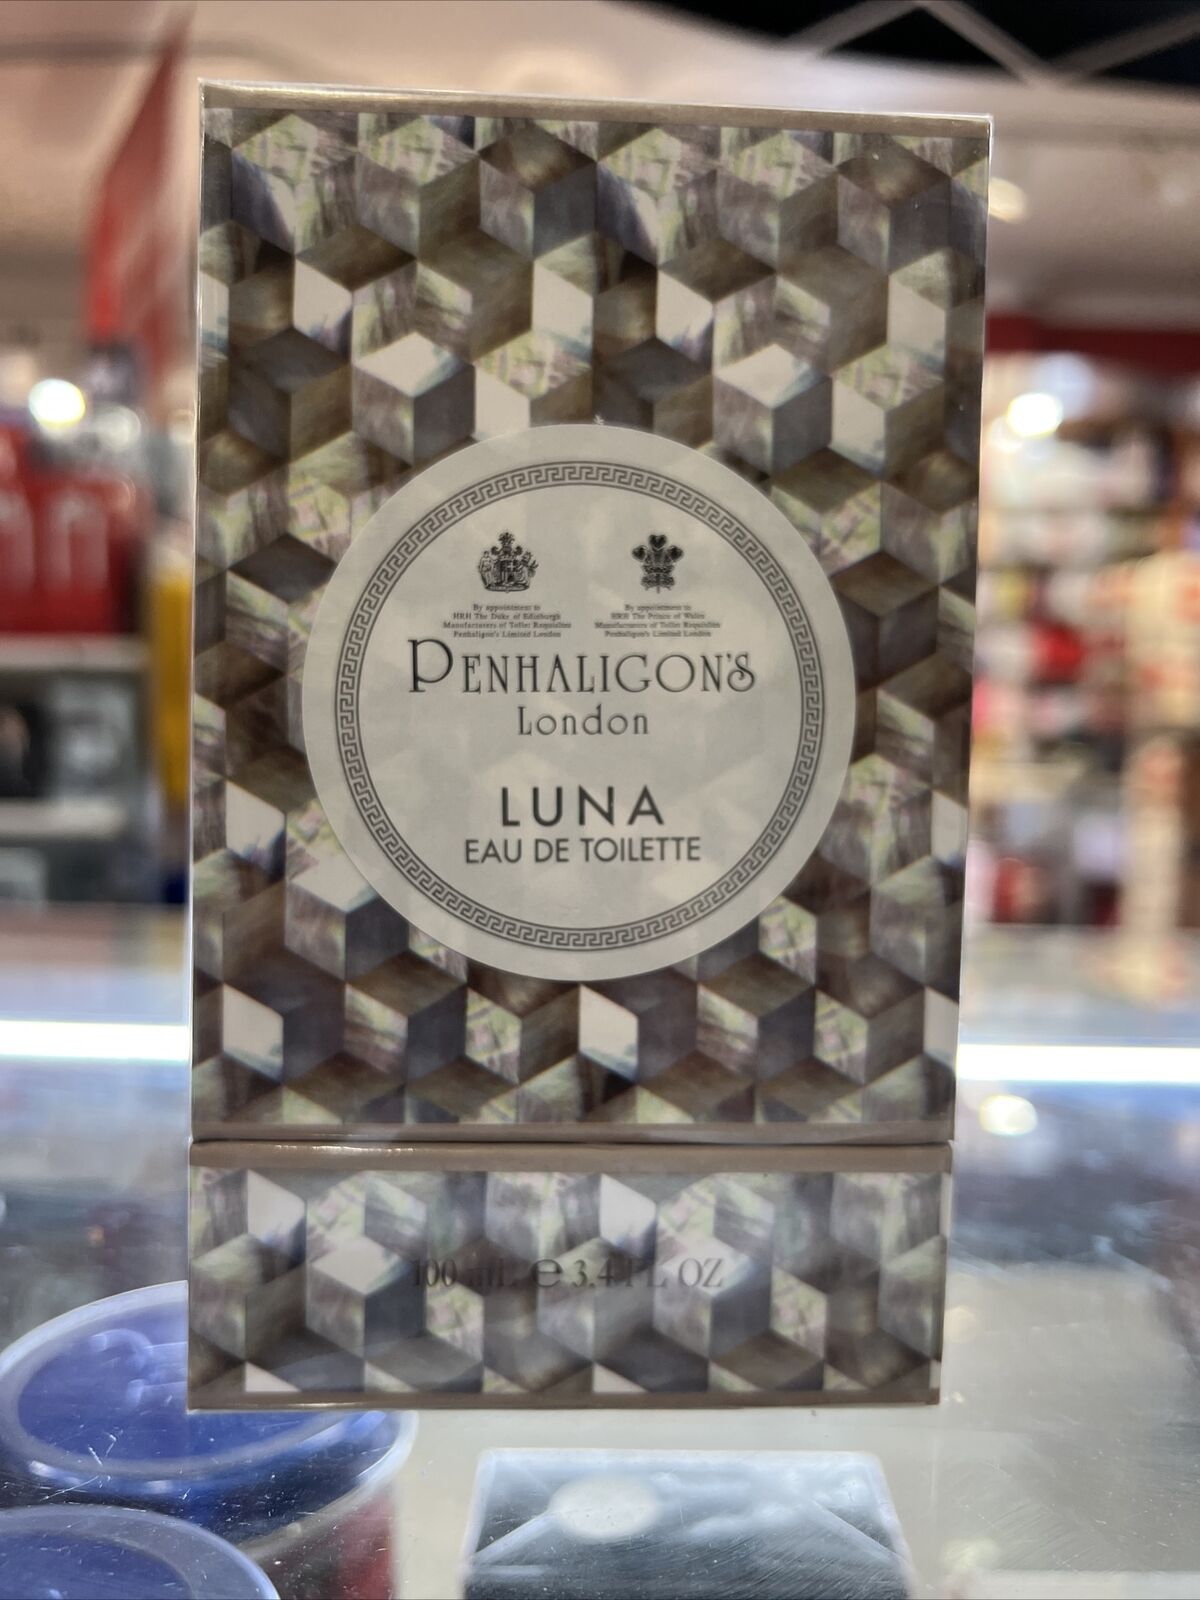 By appointment to
HRH The Duke of Edinburgh
Manufacturers of Toilet Requisites
Penhaligon's Limited London
By appointment to
HRH The Prince of Wales
Manufacturers of Toilet Requisites
Penhaligon's Limited London
PENHALIGON'S
London
LUNA
EAU DE TOILETTE
100 mL ℮ 3.4 FL OZ